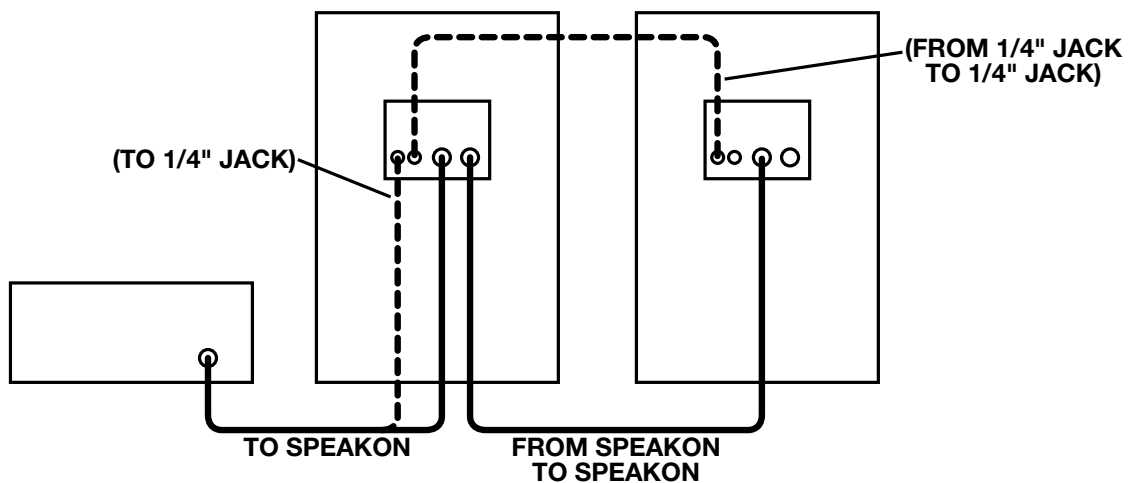 (FROM 1/4" JACK
TO 1/4" JACK)
(TO 1/4" JACK)
TO SPEAKON
FROM SPEAKON
TO SPEAKON